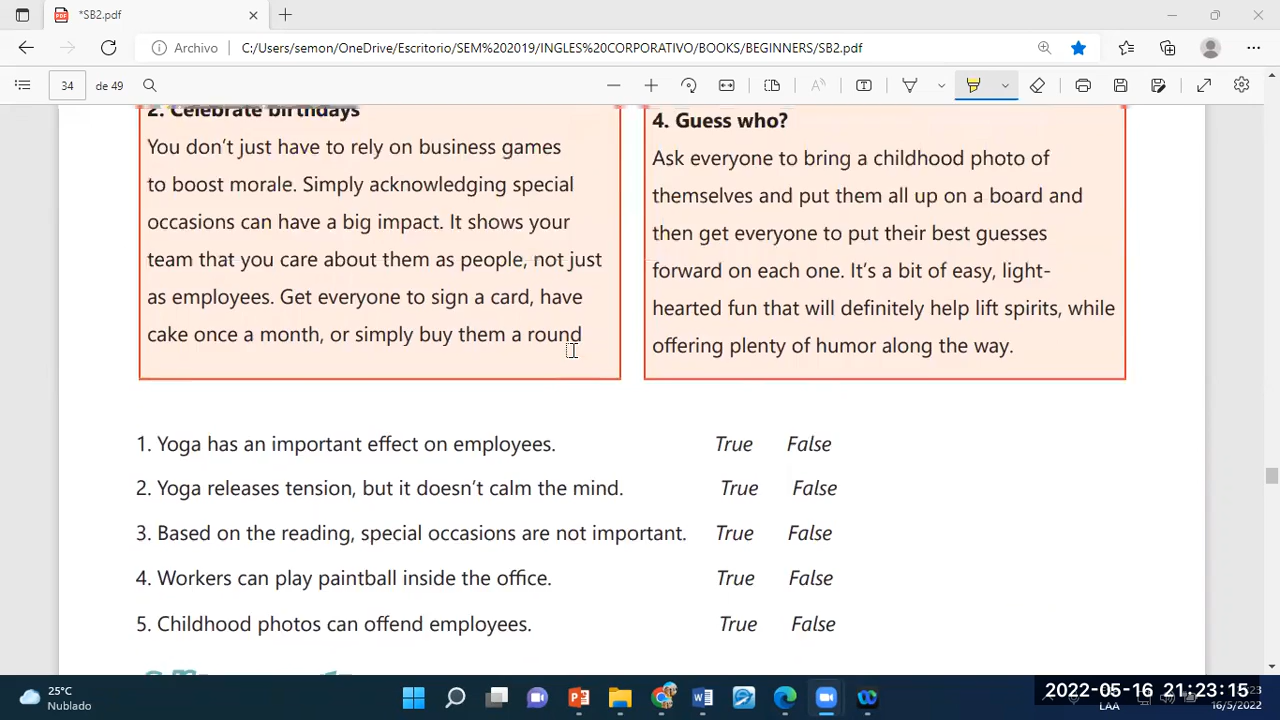 *SB2.pdf
Archivo
C:/Users/semon/OneDrive/Escritorio/SEM%202019/INGLES%20CORPORATIVO/BOOKS/BEGINNERS/SB2.pdf
34 de 49
2. Celebrate birthdays
You don't just have to rely on business games
to boost morale. Simply acknowledging special
occasions can have a big impact. It shows your
team that you care about them as people, not just
as employees. Get everyone to sign a card, have
cake once a month, or simply buy them a round
4. Guess who?
Ask everyone to bring a childhood photo of
themselves and put them all up on a board and
then get everyone to put their best guesses
forward on each one. It's a bit of easy, light-
hearted fun that will definitely help lift spirits, while
offering plenty of humor along the way.
1. Yoga has an important effect on employees. True False
2. Yoga releases tension, but it doesn't calm the mind. True False
3. Based on the reading, special occasions are not important. True False
4. Workers can play paintball inside the office. True False
5. Childhood photos can offend employees. True False
25°C
Nublado
2022-05-16 21:23:15
LAA
16/5/2022